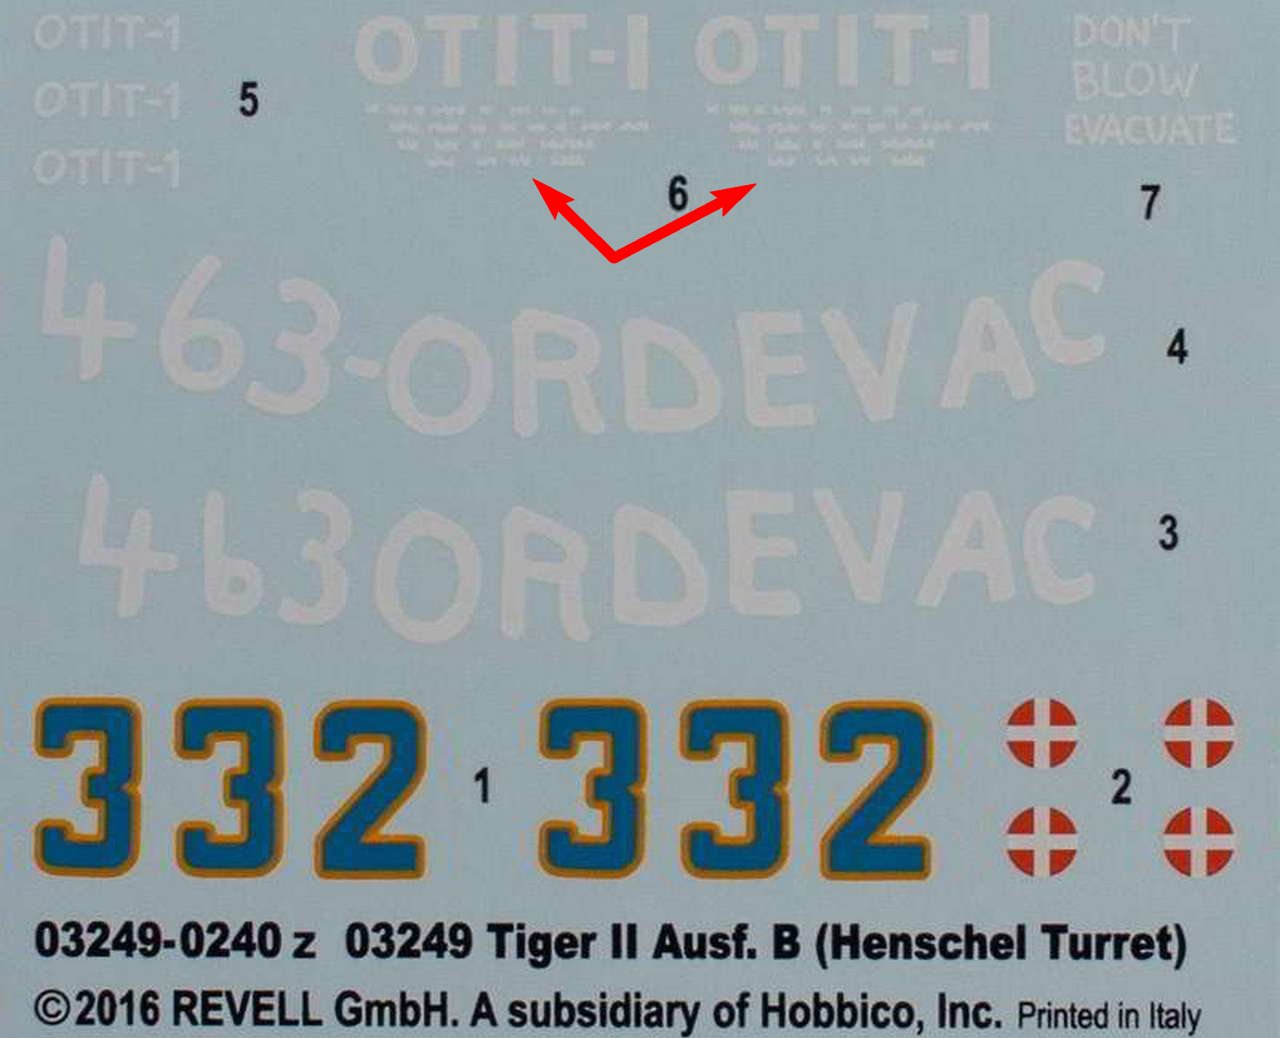 OTIT-1
OTIT-1
OTIT-1
5
OTIT-1 OTIT-1
6
DON'T
BLOW
EVACUATE
7
463-ORDEVAC
4
463ORDEVAC
3
332 1 332 2
03249-0240 z 03249 Tiger II Ausf. B (Henschel Turret)
©2016 REVELL GmbH. A subsidiary of Hobbico, Inc. Printed in Italy